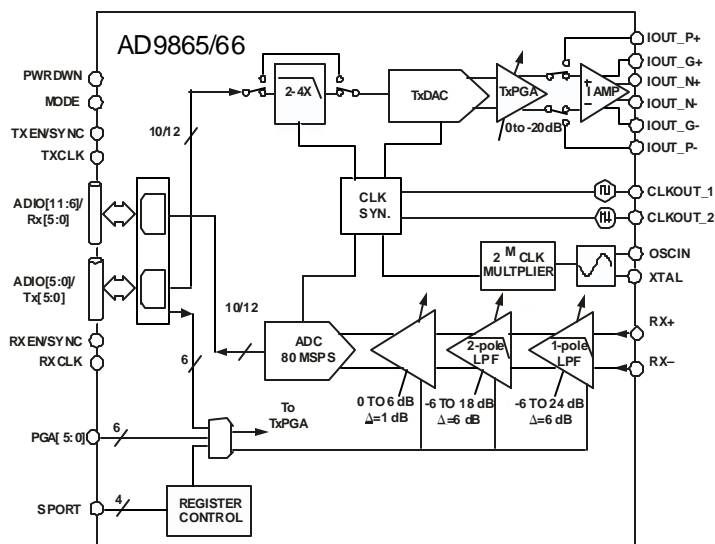 AD9865/66
PWRDWN
MODE
TXEN/SYNC
TXCLK
ADIO[11:6]/
Rx[5:0]
ADIO[5:0]/
Tx[5:0]
RXEN/SYNC
RXCLK
PGA[ 5:0]
SPORT
10/12
10/12
6
6
4
2-4X
TxDAC
TxPGA
0 to -20dB
IAMP
+
–
IOUT_P+
IOUT_G+
IOUT_N+
IOUT_N-
IOUT_G-
IOUT_P-
CLK
SYN.
CLKOUT_1
CLKOUT_2
2 M CLK
MULTPLIER
OSCIN
XTAL
ADC
80 MSPS
2-pole
LPF
1-pole
LPF
RX+
RX–
0 TO 6 dB
Δ=1 dB
-6 TO 18 dB
Δ=6 dB
-6 TO 24 dB
Δ=6 dB
To
TxPGA
REGISTER
CONTROL